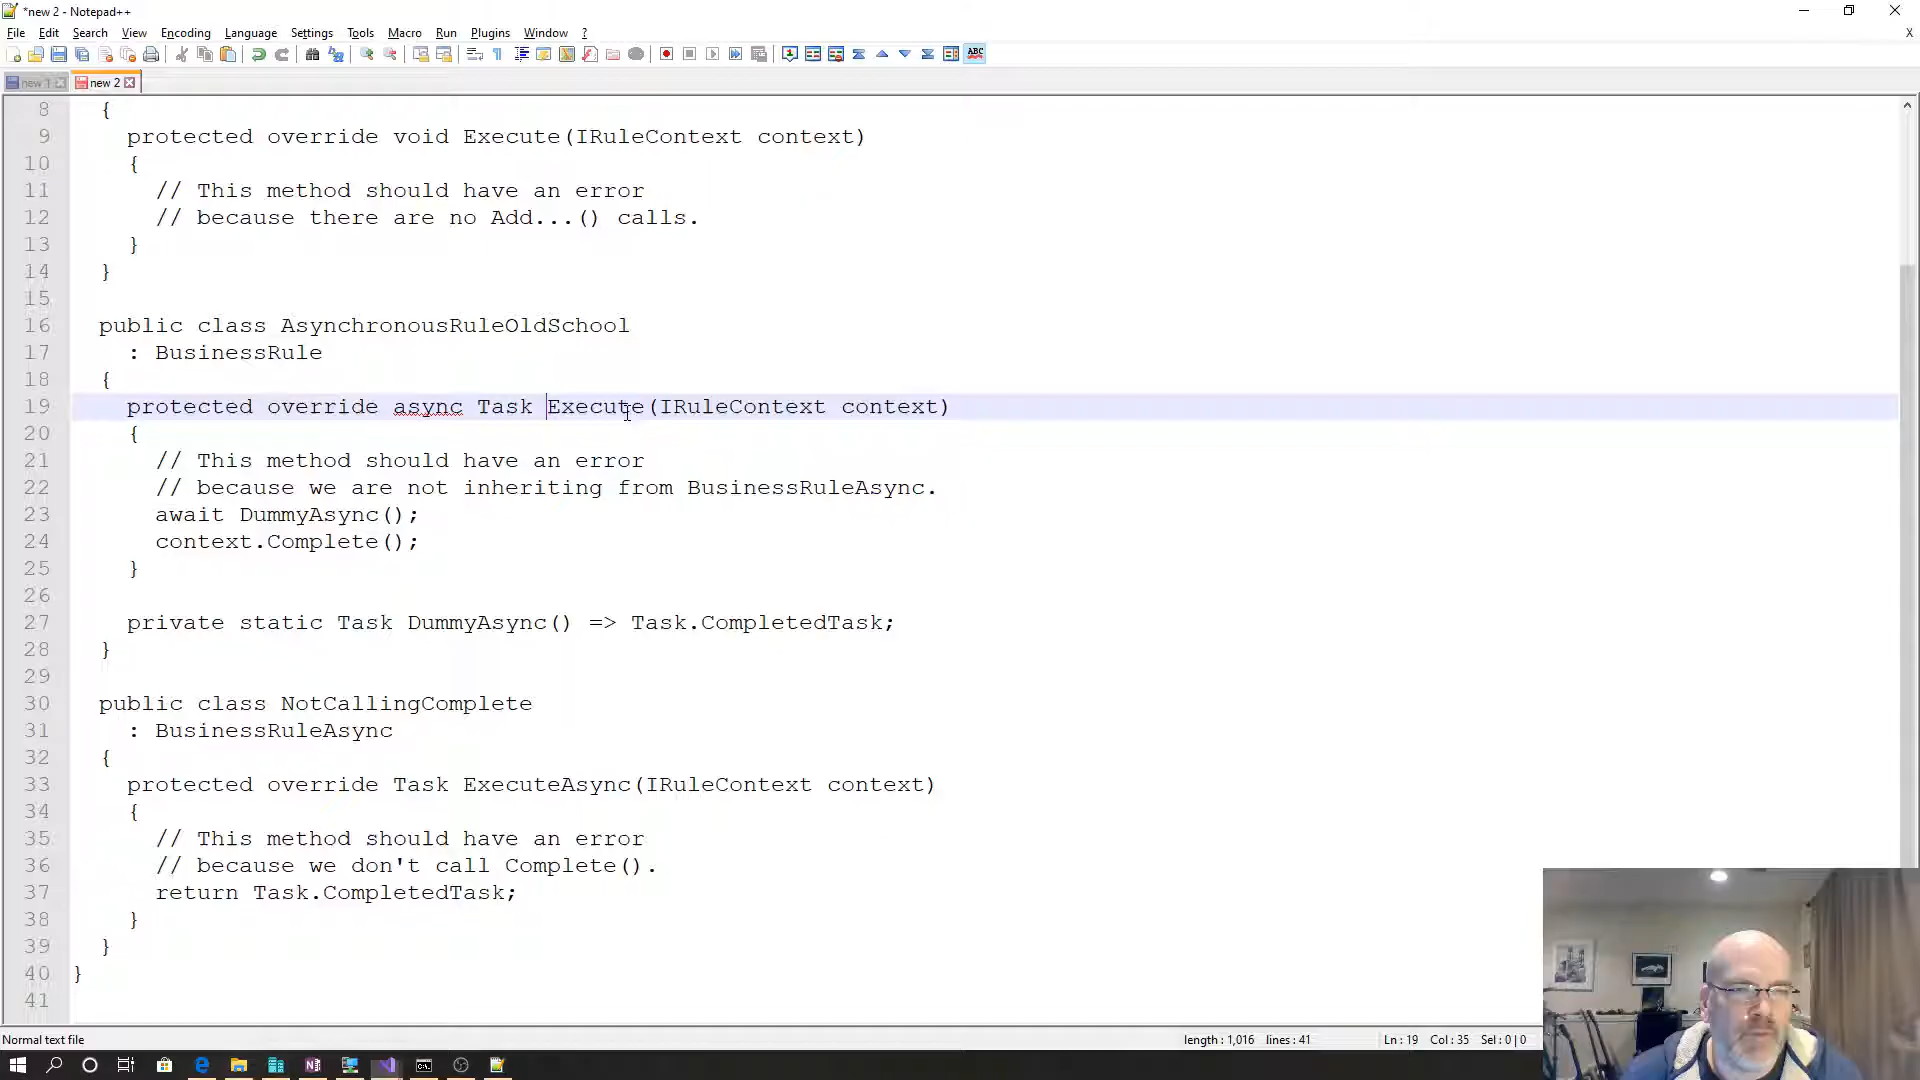 *new 2 - Notepad++
File Edit Search View Encoding Language Settings Tools Macro Run Plugins Window ?
X
ABC
new 1 new 2
8 {
9 protected override void Execute(IRuleContext context)
10 {
11 // This method should have an error
12 // because there are no Add...() calls.
13 }
14 }
15
16 public class AsynchronousRuleOldSchool
17 : BusinessRule
18 {
19 protected override async Task Execute(IRuleContext context)
20 {
21 // This method should have an error
22 // because we are not inheriting from BusinessRuleAsync.
23 await DummyAsync();
24 context.Complete();
25 }
26
27 private static Task DummyAsync() => Task.CompletedTask;
28 }
29
30 public class NotCallingComplete
31 : BusinessRuleAsync
32 {
33 protected override Task ExecuteAsync(IRuleContext context)
34 {
35 // This method should have an error
36 // because we don't call Complete().
37 return Task.CompletedTask;
38 }
39 }
40 }
41
Normal text file length : 1,016 lines : 41 Ln : 19 Col : 35 Sel : 0 | 0